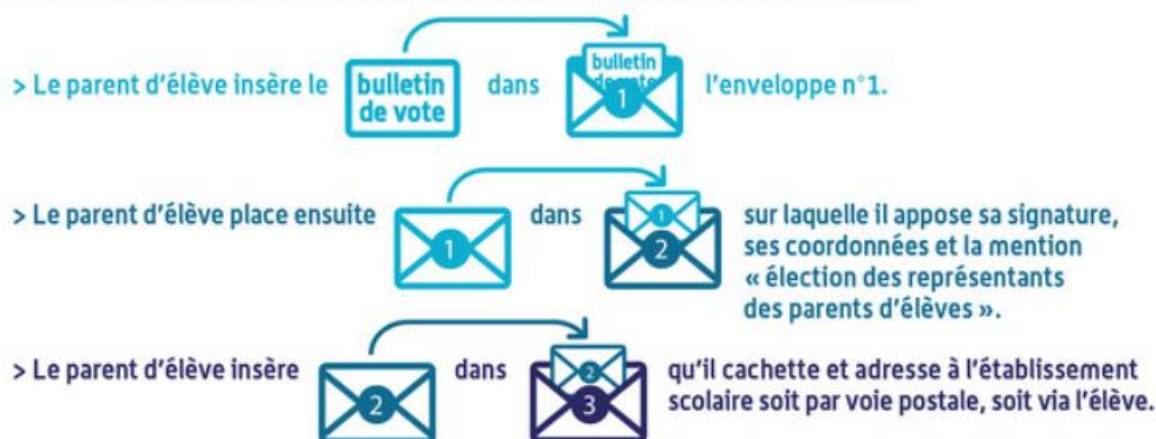 > Le parent d'élève insère le bulletin de vote dans bulletin de vote 1 l'enveloppe n°1.
> Le parent d'élève place ensuite 1 dans 1 2 sur laquelle il appose sa signature,
ses coordonnées et la mention
« élection des représentants
des parents d'élèves ».
> Le parent d'élève insère 2 dans 2 3 qu'il cachette et adresse à l'établissement
scolaire soit par voie postale, soit via l'élève.